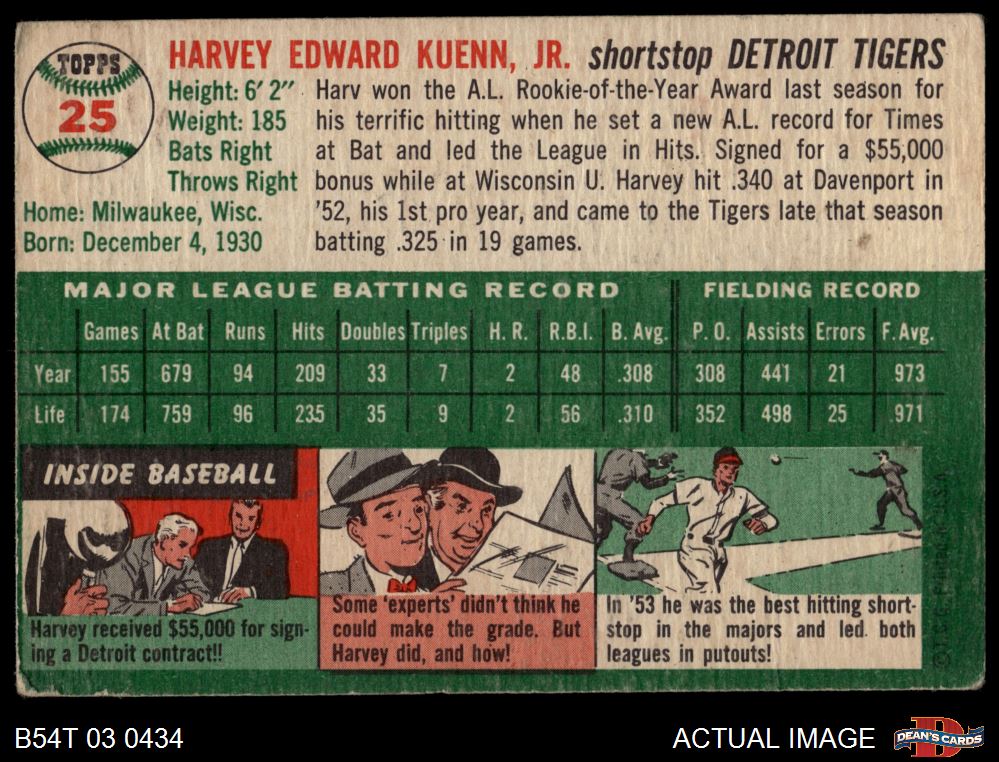 TOPPS
25
HARVEY EDWARD KUENN, JR. shortstop DETROIT TIGERS
Height: 6' 2"
Weight: 185
Bats Right
Throws Right
Home: Milwaukee, Wisc.
Born: December 4, 1930
Harv won the A.L. Rookie-of-the-Year Award last season for
his terrific hitting when he set a new A.L. record for Times
at Bat and led the League in Hits. Signed for a $55,000
bonus while at Wisconsin U. Harvey hit .340 at Davenport in
'52, his 1st pro year, and came to the Tigers late that season
batting .325 in 19 games.
MAJOR LEAGUE BATTING RECORD FIELDING RECORD
Games At Bat Runs Hits Doubles Triples H. R. R.B.I. B. Avg. P. O. Assists Errors F. Avg.
Year 155 679 94 209 33 7 2 48 .308 308 441 21 973
Life 174 759 96 235 35 9 2 56 .310 352 498 25 .971
INSIDE BASEBALL
Harvey received $55,000 for sign-
ing a Detroit contract!!
Some 'experts' didn't think he
could make the grade. But
Harvey did, and how!
In '53 he was the best hitting short-
stop in the majors and led both
leagues in putouts!
©T.C.G.
B54T 03 0434
ACTUAL IMAGE
DEAN'S CARDS